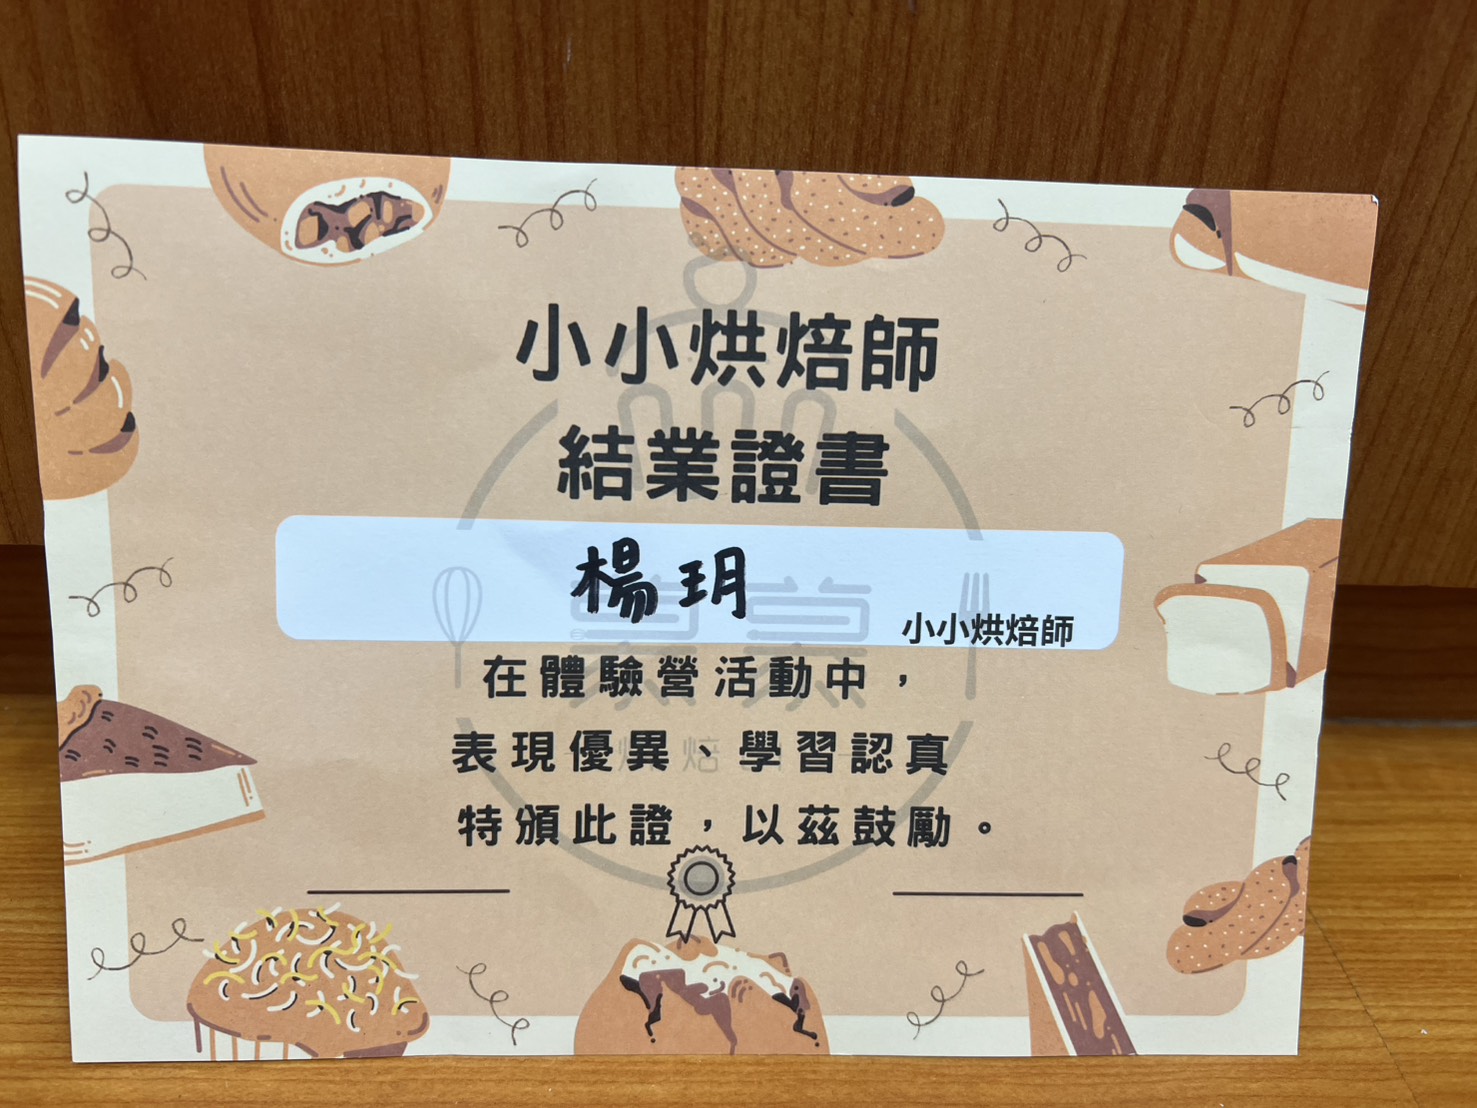 小小烘焙師
結業證書
楊玥
小小烘焙師
在體驗營活動中，
表現優異、學習認真
特頒此證，以茲鼓勵。